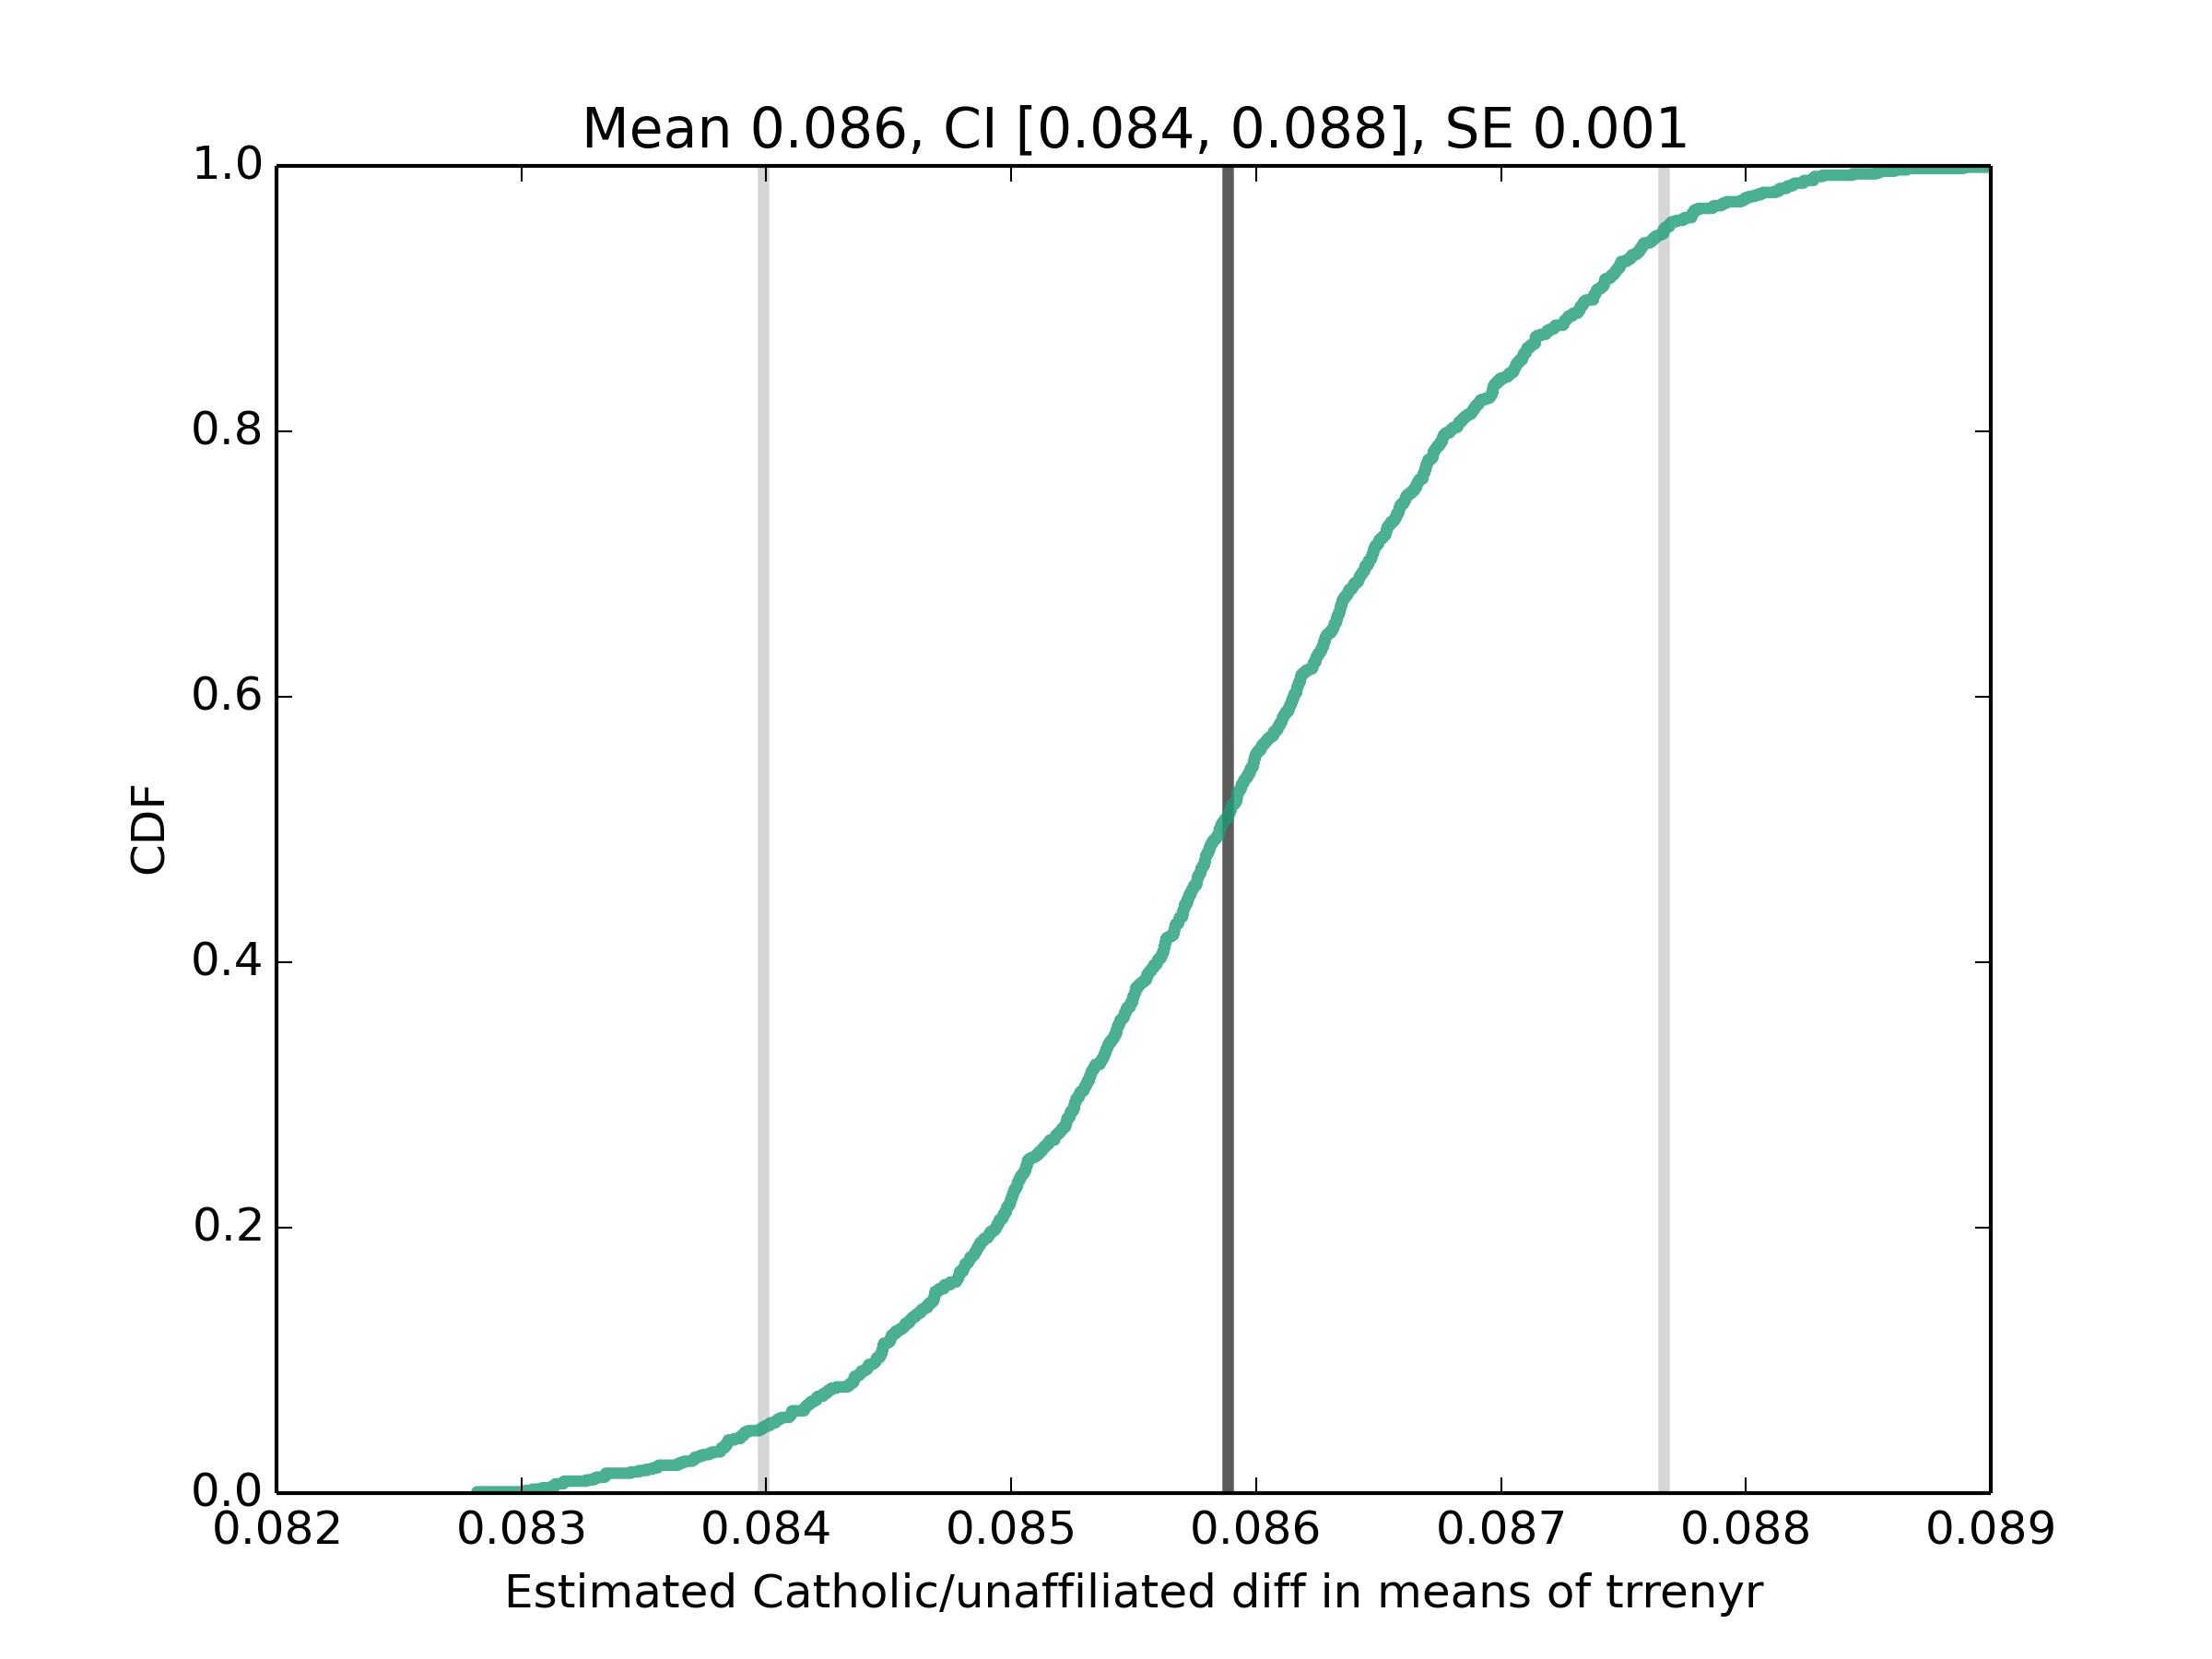 Mean 0.086, CI [0.084, 0.088], SE 0.001
1.0
0.8
0.6
0.4
0.2
0.0
CDF
0.082 0.083 0.084 0.085 0.086 0.087 0.088 0.089
Estimated Catholic/unaffiliated diff in means of trrenyr